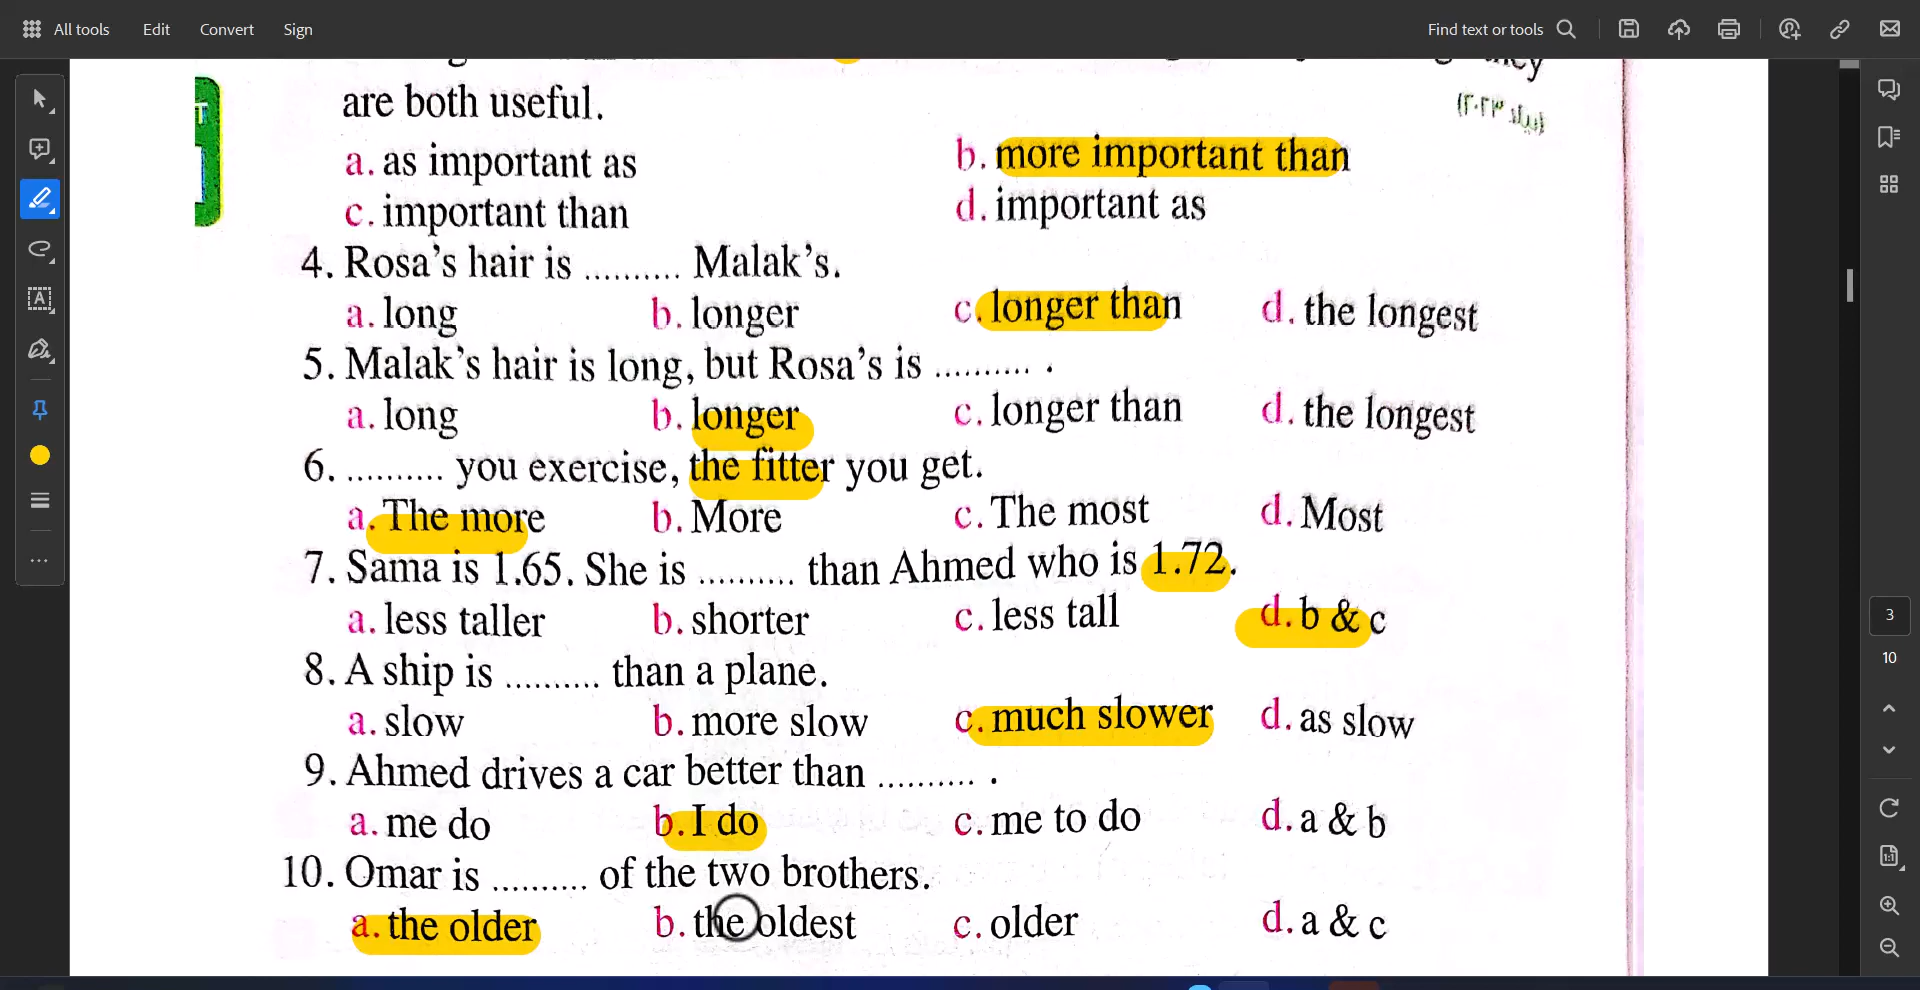 All tools Edit Convert Sign Find text or tools
are both useful.
a. as important as b. more important than
c. important than d. important as
4. Rosa's hair is .......... Malak's.
a. long b. longer c. longer than d. the longest
5. Malak's hair is long, but Rosa's is .......... .
a. long b. longer c. longer than d. the longest
6. .......... you exercise, the fitter you get.
a. The more b. More c. The most d. Most
7. Sama is 1.65. She is .......... than Ahmed who is 1.72.
a. less taller b. shorter c. less tall d. b & c
8. A ship is .......... than a plane.
a. slow b. more slow c. much slower d. as slow
9. Ahmed drives a car better than .......... .
a. me do b. I do c. me to do d. a & b
10. Omar is .......... of the two brothers.
a. the older b. the oldest c. older d. a & c
3
10